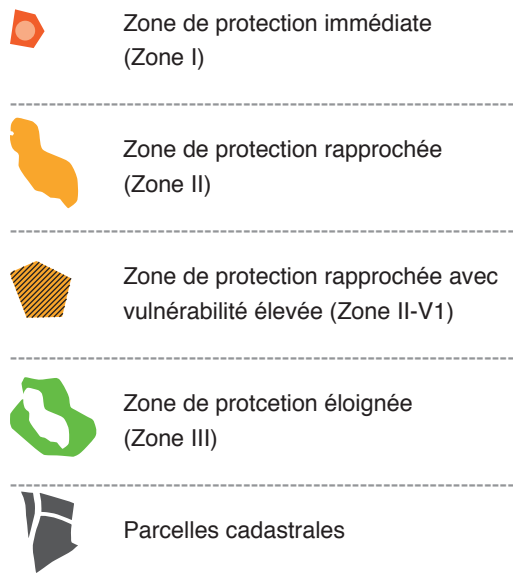 Zone de protection immédiate
(Zone I)
Zone de protection rapprochée
(Zone II)
Zone de protection rapprochée avec
vulnérabilité élevée (Zone II-V1)
Zone de protcetion éloignée
(Zone III)
Parcelles cadastrales